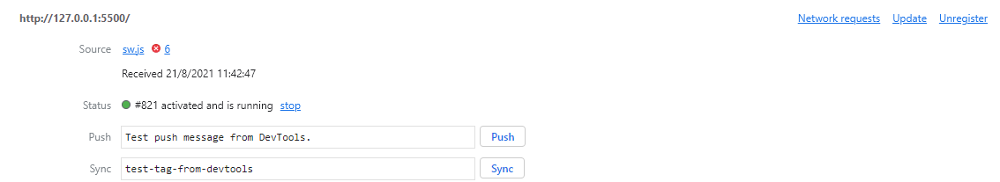 http://127.0.0.1:5500/ Network requests Update Unregister
Source sw.js 6
Received 21/8/2021 11:42:47
Status #821 activated and is running stop
Push Test push message from DevTools. Push
Sync test-tag-from-devtools Sync